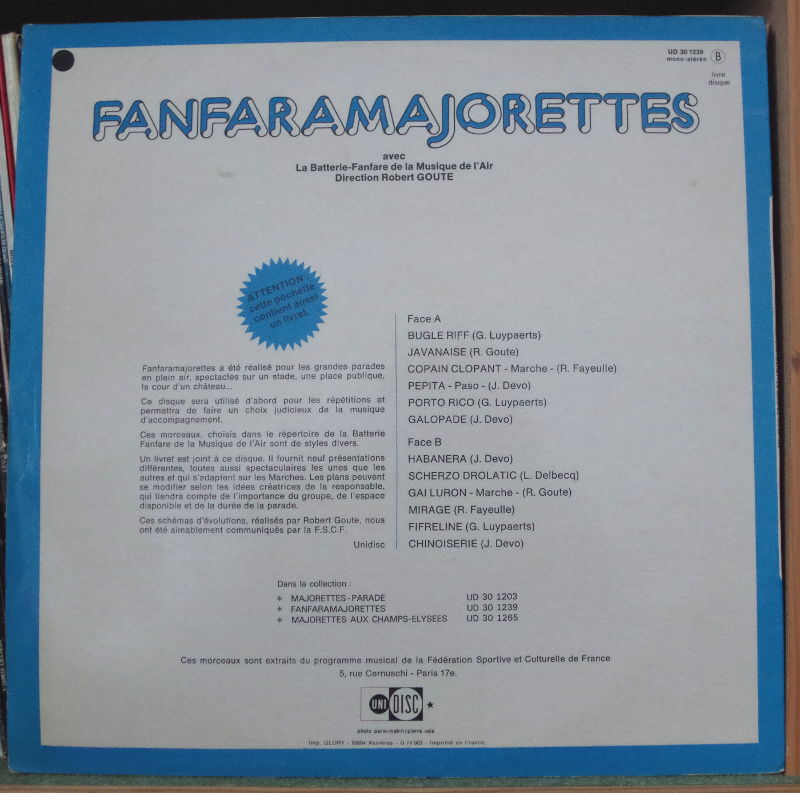 UD 30 1239
mono-stéréo
B
livre
disque
FANFARAMAJORETTES
avec
La Batterie-Fanfare de la Musique de l'Air
Direction Robert GOUTE
ATTENTION :
cette pochette
contient aussi
un livret.
Fanfaramajorettes a été réalisé pour les grandes parades
en plein air, spectacles sur un stade, une place publique,
la cour d'un château...
Ce disque sera utilisé d'abord pour les répétitions et
permettra de faire un choix judicieux de la musique
d'accompagnement.
Ces morceaux, choisis dans le répertoire de la Batterie
Fanfare de la Musique de l'Air sont de styles divers.
Un livret est joint à ce disque. Il fournit neuf présentations
différentes, toutes aussi spectaculaires les unes que les
autres et qui s'adaptent sur les Marches. Les plans peuvent
se modifier selon les idées créatrices de la responsable,
qui tiendra compte de l'importance du groupe, de l'espace
disponible et de la durée de la parade.
Ces schémas d'évolutions, réalisés par Robert Goute, nous
ont été aimablement communiqués par la F.S.C.F.
Unidisc
Face A
BUGLE RIFF (G. Luypaerts)
JAVANAISE (R. Goute)
COPAIN CLOPANT - Marche - (R. Fayeulle)
PEPITA - Paso - (J. Devo)
PORTO RICO (G. Luypaerts)
GALOPADE (J. Devo)
Face B
HABANERA (J. Devo)
SCHERZO DROLATIC (L. Delbecq)
GAI LURON - Marche - (R. Goute)
MIRAGE (R. Fayeulle)
FIFRELINE (G. Luypaerts)
CHINOISERIE (J. Devo)
Dans la collection :
* MAJORETTES-PARADE UD 30 1203
* FANFARAMAJORETTES UD 30 1239
* MAJORETTES AUX CHAMPS-ELYSEES UD 30 1265
Ces morceaux sont extraits du programme musical de la Fédération Sportive et Culturelle de France
5, rue Cernuschi - Paris 17e.
UNI DISC
photo paris-match/pierre vals
Imp. GLORY - 92604 Asnières - D 74 063 - Imprimé en France.